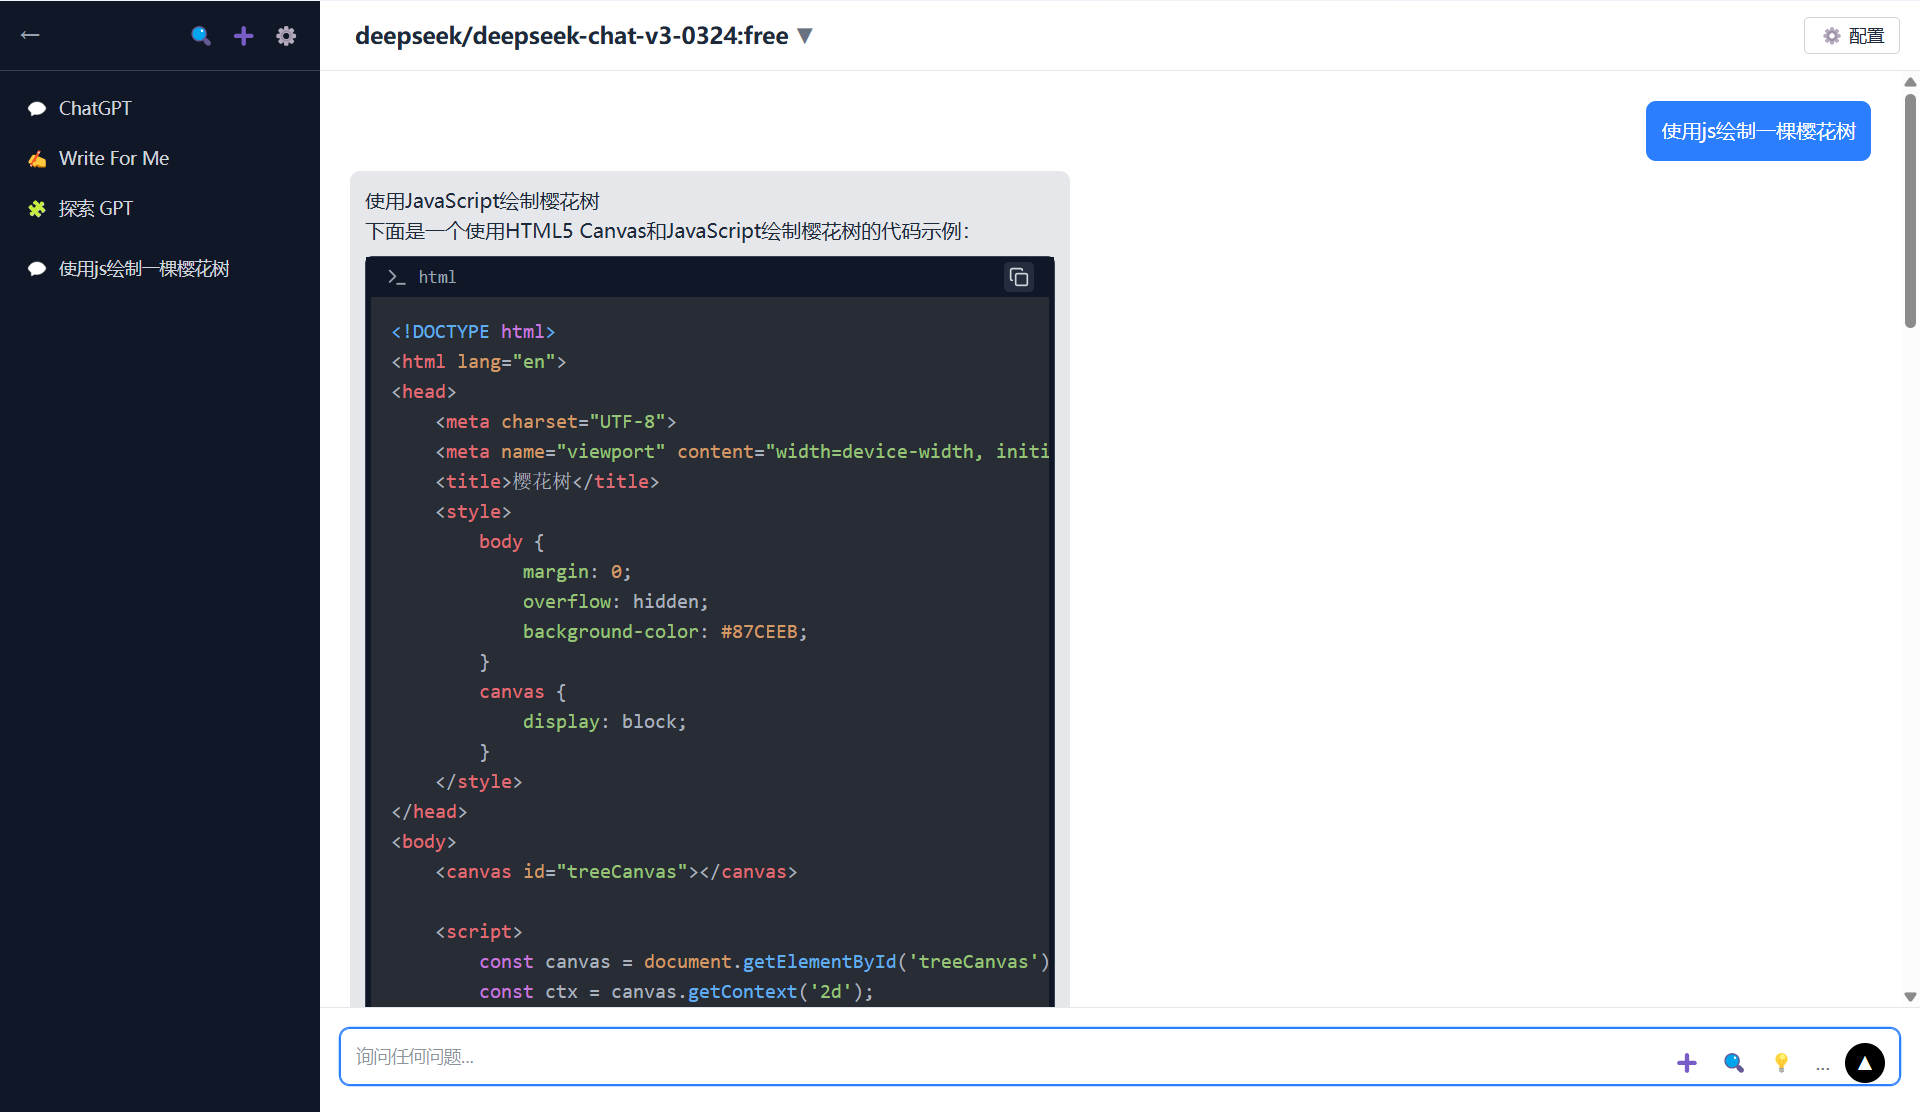 ←
deepseek/deepseek-chat-v3-0324:free ▼
配置
ChatGPT
Write For Me
探索 GPT
使用js绘制一棵樱花树
使用js绘制一棵樱花树
使用JavaScript绘制樱花树
下面是一个使用HTML5 Canvas和JavaScript绘制樱花树的代码示例：
>_ html
<!DOCTYPE html>
<html lang="en">
<head>
    <meta charset="UTF-8">
    <meta name="viewport" content="width=device-width, initi
    <title>樱花树</title>
    <style>
        body {
            margin: 0;
            overflow: hidden;
            background-color: #87CEEB;
        }
        canvas {
            display: block;
        }
    </style>
</head>
<body>
    <canvas id="treeCanvas"></canvas>
    <script>
        const canvas = document.getElementById('treeCanvas')
        const ctx = canvas.getContext('2d');
询问任何问题...
...